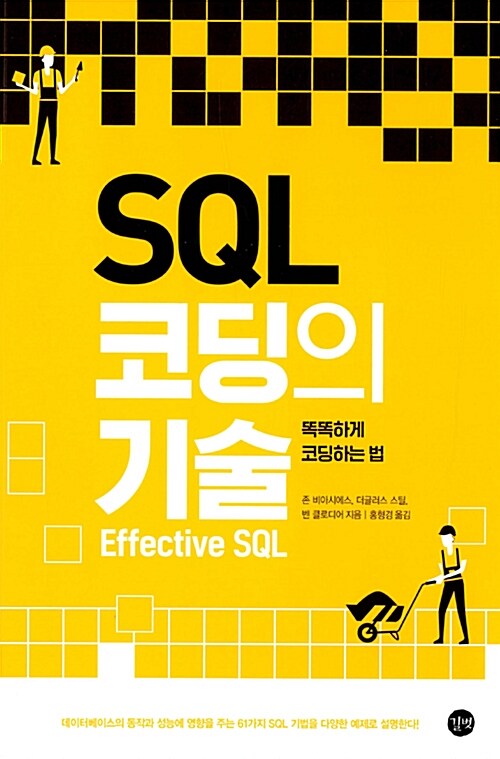 SQL
코딩의
기술
똑똑하게
코딩하는 법
존 비아시에스, 더글러스 스틸,
벤 클로디어 지음 | 홍형경 옮김
Effective SQL
데이터베이스의 동작과 성능에 영향을 주는 61가지 SQL 기법을 다양한 예제로 설명한다!
길벗